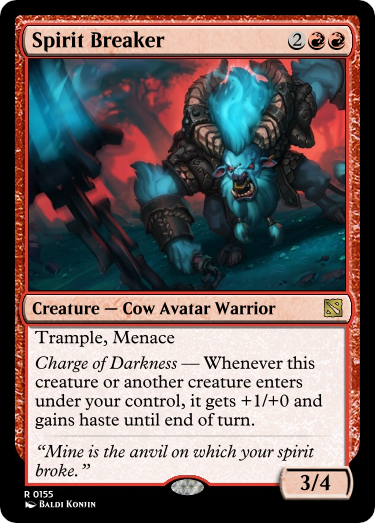 Spirit Breaker 2
Creature — Cow Avatar Warrior
Trample, Menace
Charge of Darkness — Whenever this
creature or another creature enters
under your control, it gets +1/+0 and
gains haste until end of turn.
“Mine is the anvil on which your spirit
broke.”
3/4
R 0155
Baldi Konijn